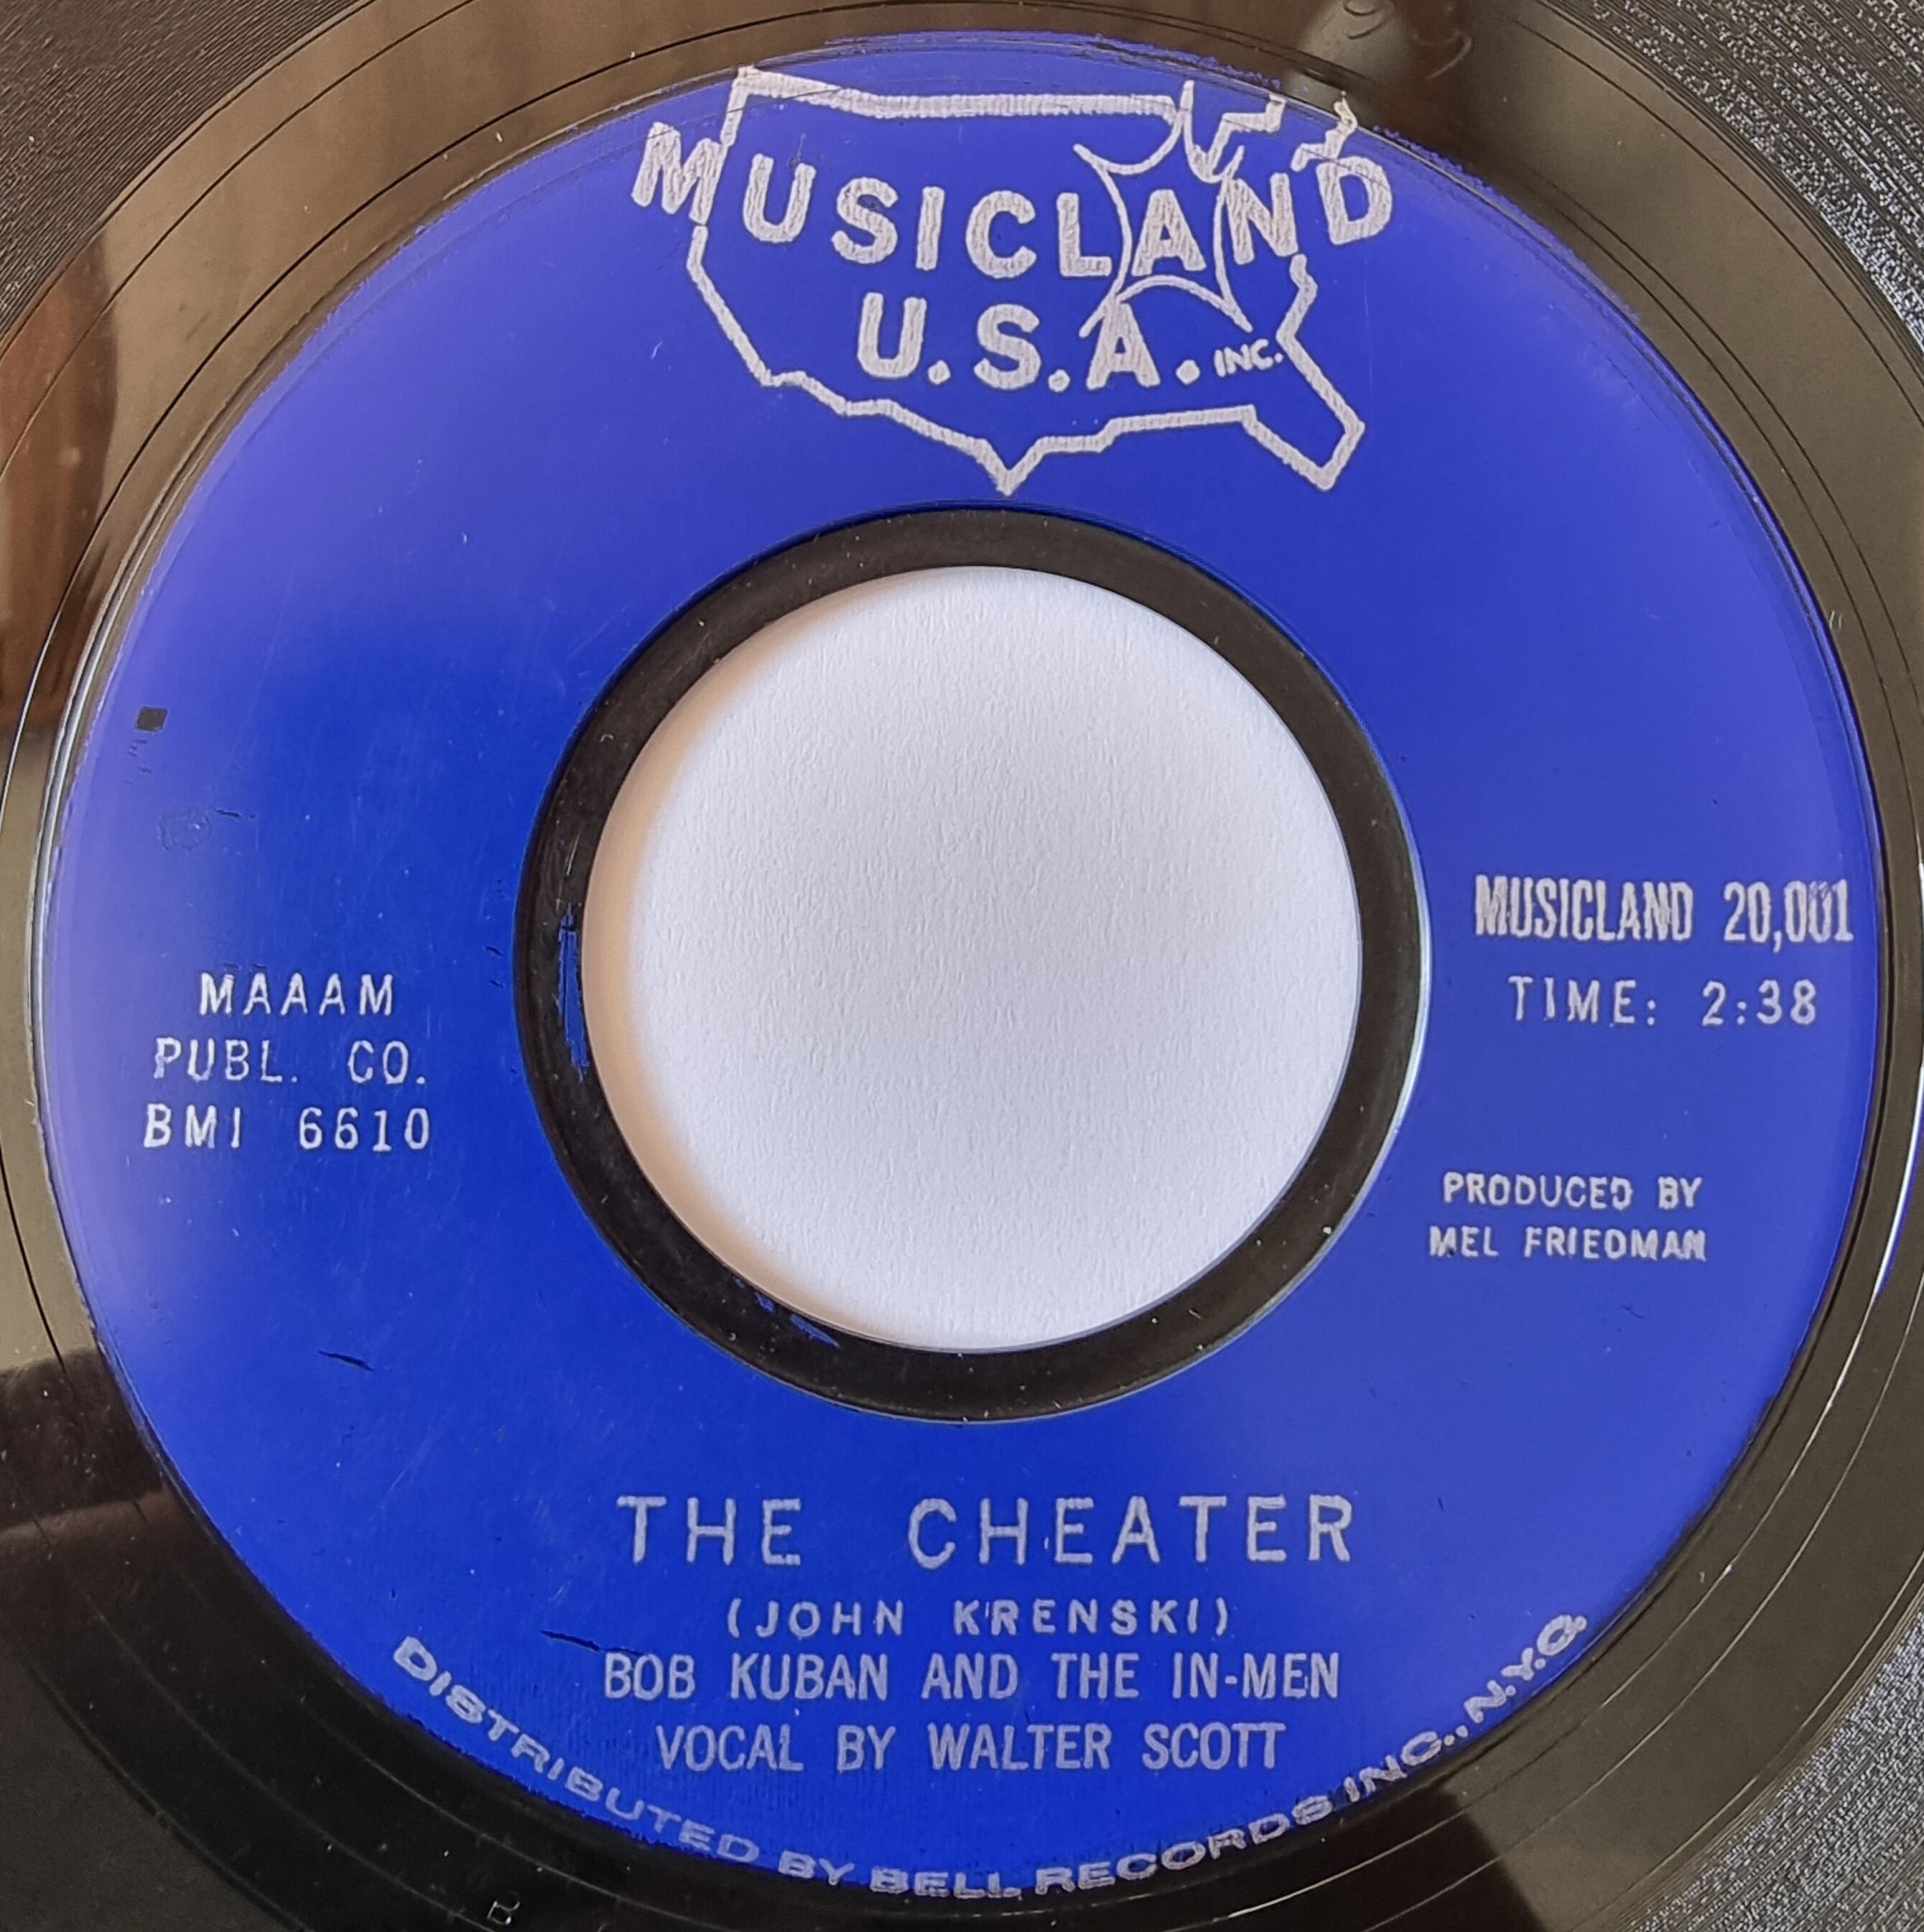 MUSICLAND
U.S.A. INC.
MUSICLAND 20,001
TIME: 2:38
MAAAM
PUBL. CO.
BMI 6610
PRODUCED BY
MEL FRIEDMAN
THE CHEATER
(JOHN KRENSKI)
BOB KUBAN AND THE IN-MEN
VOCAL BY WALTER SCOTT
DISTRIBUTED BY BELL RECORDS INC., N.Y.C.